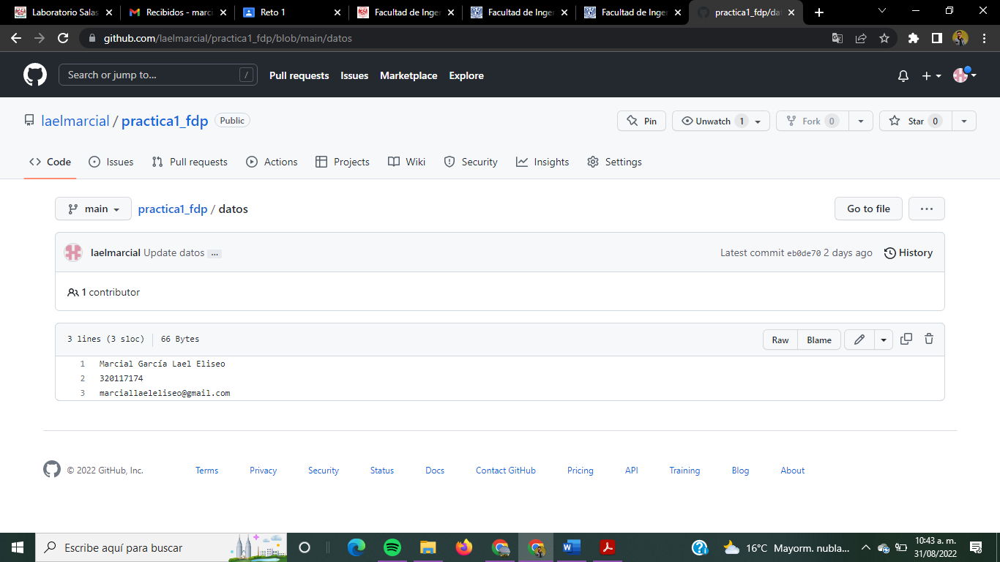 Laboratorio Salas
Recibidos - marci
Reto 1
Facultad de Inger
Facultad de Inger
Facultad de Inger
practica1_fdp/dat
github.com/laelmarcial/practica1_fdp/blob/main/datos
Search or jump to... /
Pull requests Issues Marketplace Explore
laelmarcial / practica1_fdp Public
Pin Unwatch 1 Fork 0 Star 0
Code Issues Pull requests Actions Projects Wiki Security Insights Settings
main practica1_fdp / datos Go to file ...
laelmarcial Update datos ... Latest commit eb0de70 2 days ago History
1 contributor
3 lines (3 sloc) 66 Bytes Raw Blame
1 Marcial García Lael Eliseo
2 320117174
3 marciallaeleliseo@gmail.com
© 2022 GitHub, Inc. Terms Privacy Security Status Docs Contact GitHub Pricing API Training Blog About
Escribe aquí para buscar
16°C Mayorm. nubla...
10:43 a. m.
31/08/2022